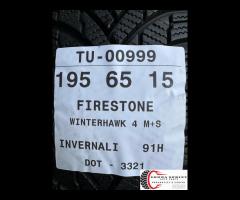 TU-00999
195 65 15
FIRESTONE
WINTERHAWK 4 M+S
INVERNALI 91H
DOT - 3321